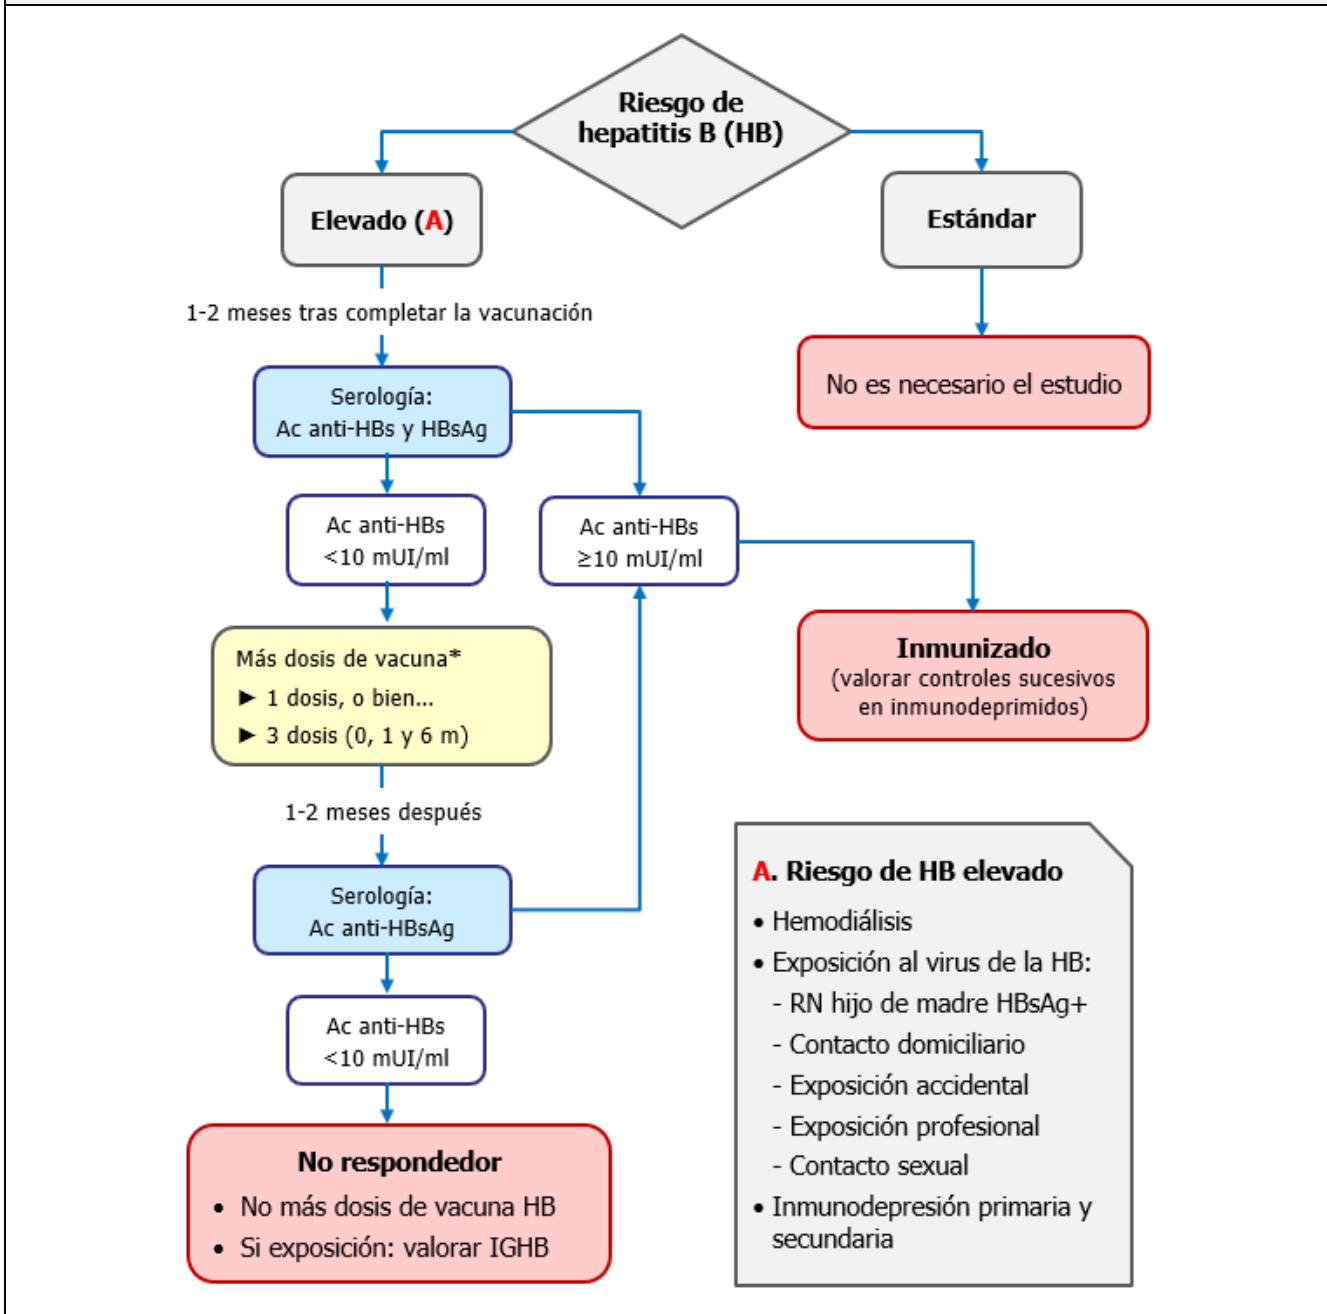 Riesgo de
hepatitis B (HB)
Elevado (A)
Estándar
1-2 meses tras completar la vacunación
No es necesario el estudio
Serología:
Ac anti-HBs y HBsAg
Ac anti-HBs
<10 mUI/ml
Ac anti-HBs
≥10 mUI/ml
Más dosis de vacuna*
► 1 dosis, o bien...
► 3 dosis (0, 1 y 6 m)
Inmunizado
(valorar controles sucesivos
en inmunodeprimidos)
1-2 meses después
Serología:
Ac anti-HBsAg
Ac anti-HBs
<10 mUI/ml
No respondedor
• No más dosis de vacuna HB
• Si exposición: valorar IGHB
A. Riesgo de HB elevado
• Hemodiálisis
• Exposición al virus de la HB:
- RN hijo de madre HBsAg+
- Contacto domiciliario
- Exposición accidental
- Exposición profesional
- Contacto sexual
• Inmunodepresión primaria y
secundaria